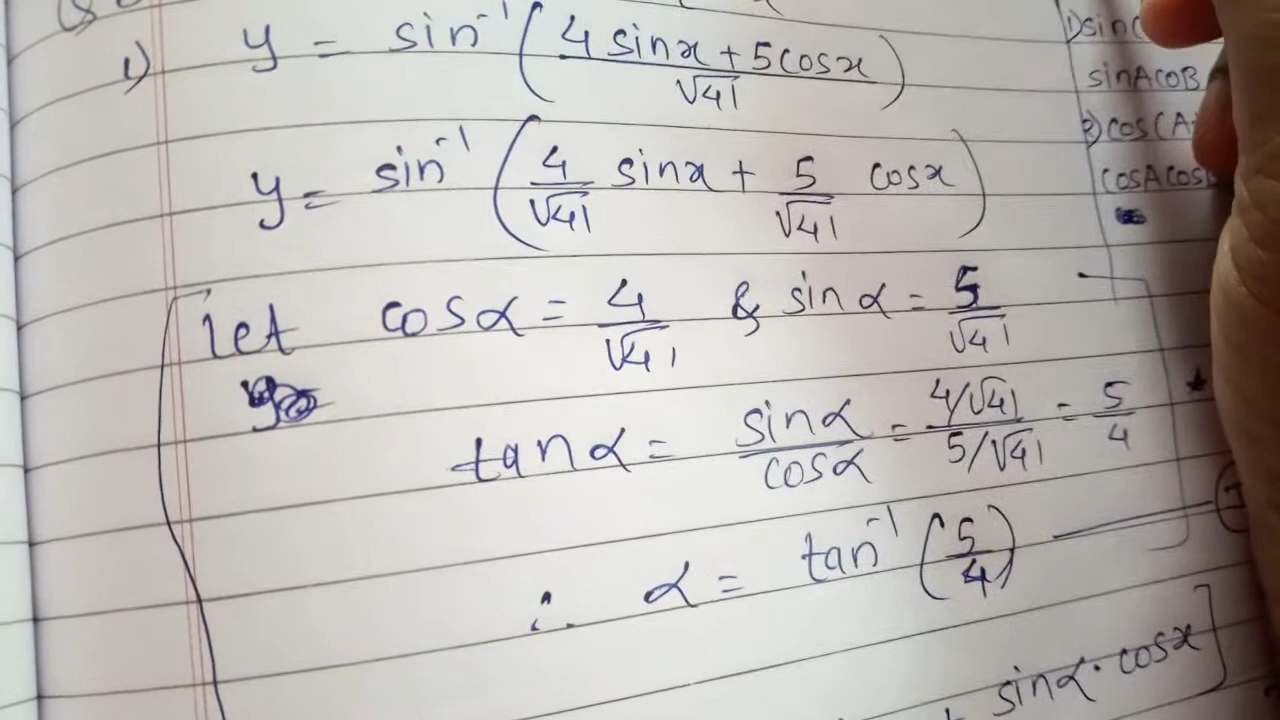 1) y = sin⁻¹ ( (4 sinx + 5cosx)/√41 )
y = sin⁻¹ ( 4/√41 sinx + 5/√41 cosx )
let cosα = 4/√41 & sinα = 5/√41
tanα = sinα/cosα = (4/√41)/(5/√41) = 5/4
∴ α = tan⁻¹ (5/4)
sinα · cosx]
1) sin(
sinAcoB
2) cos(A
cosAcos